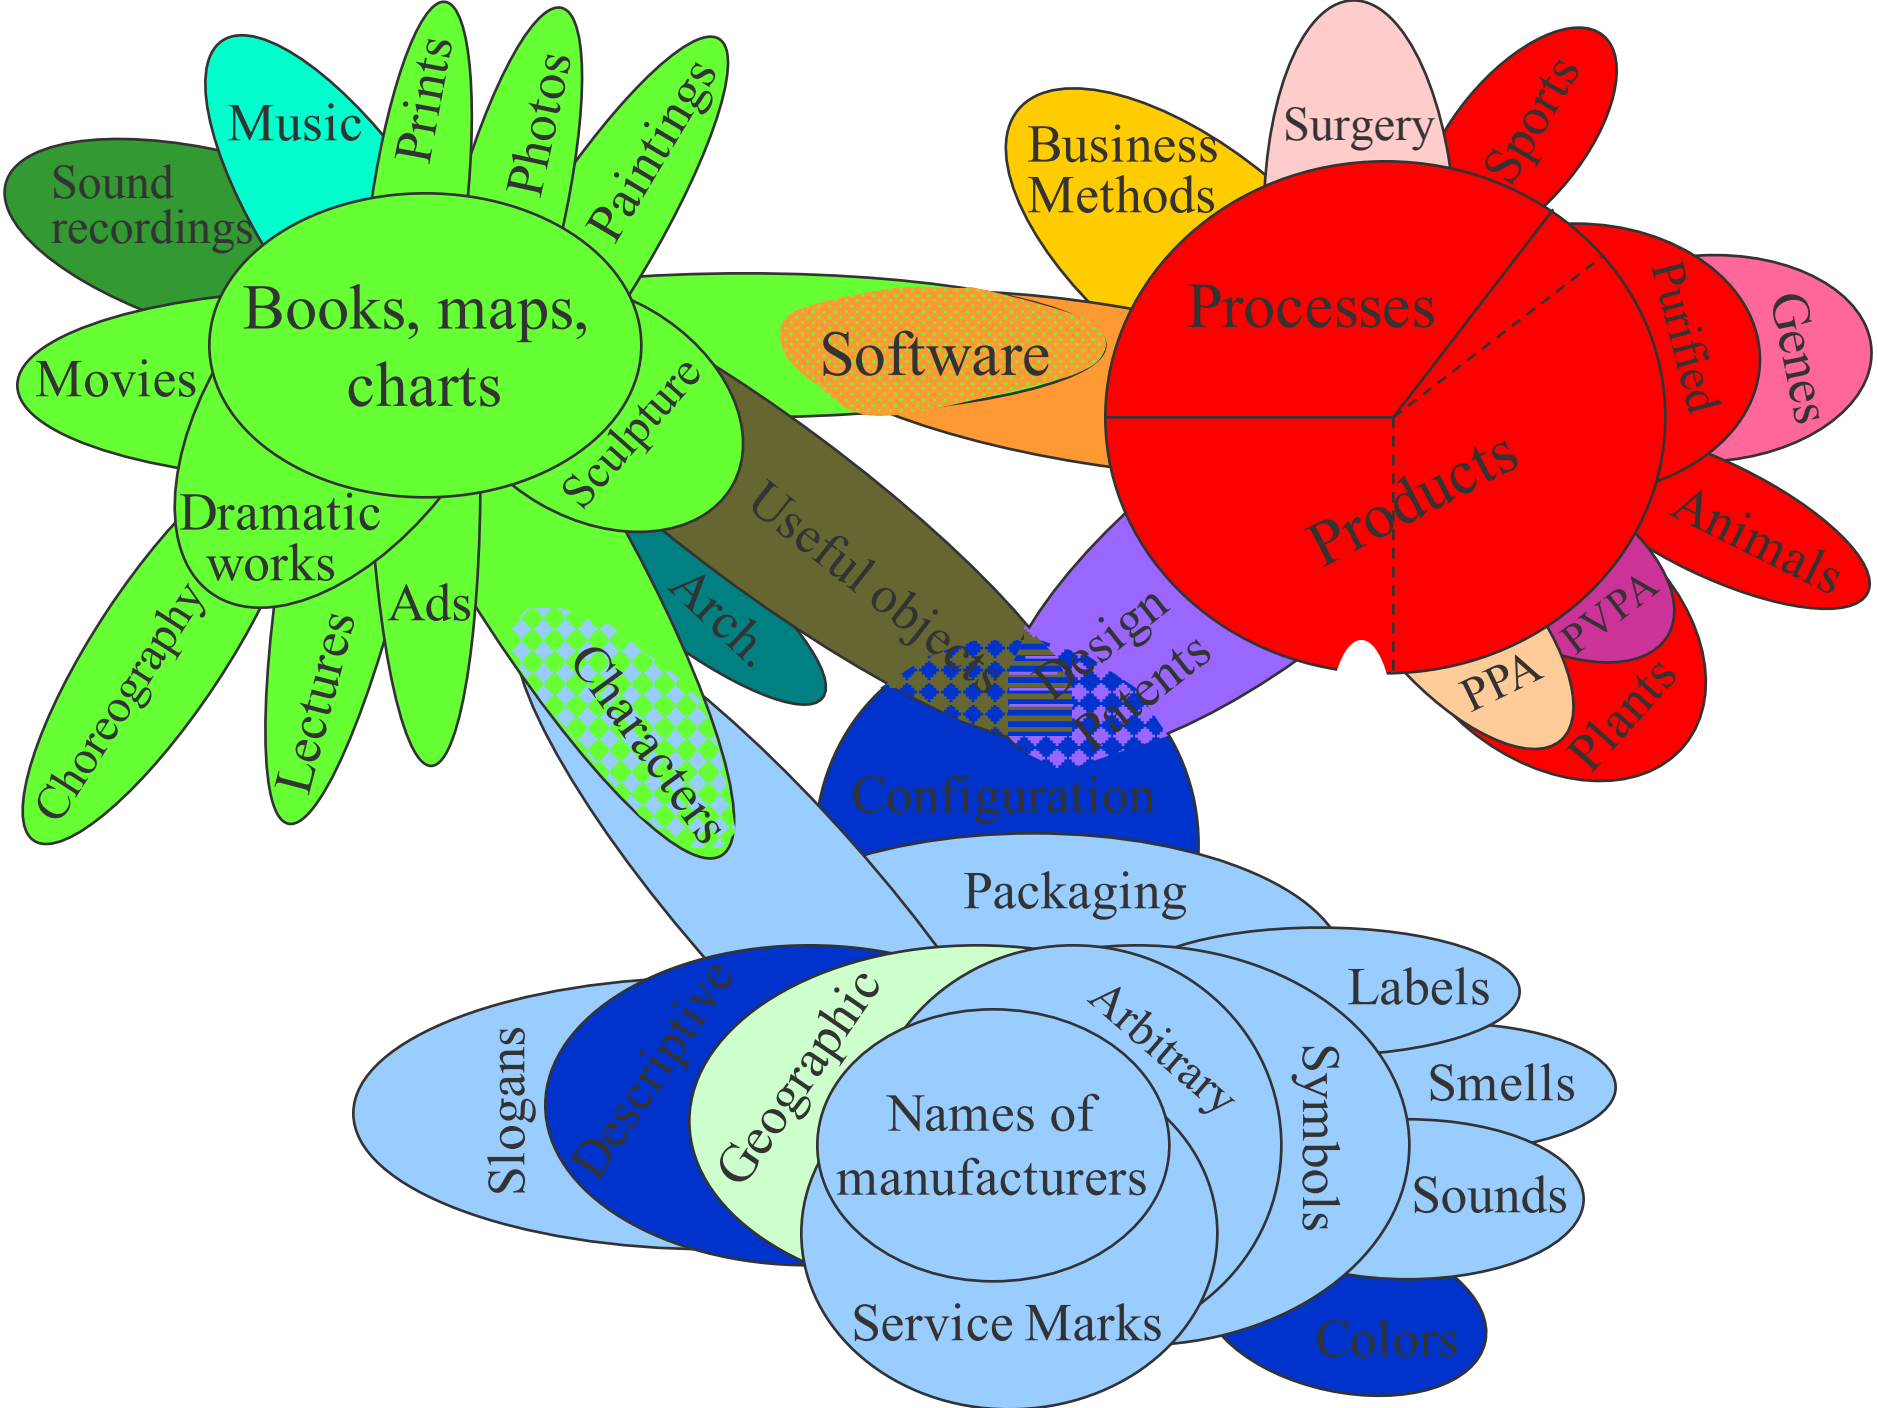 Music
Prints
Photos
Paintings
Sound
recordings
Books, maps,
charts
Movies
Sculpture
Dramatic
works
Choreography
Lectures
Ads
Characters
Arch.
Useful objects
Software
Business
Methods
Surgery
Sports
Processes
Products
Purified
Genes
Animals
PVPA
PPA
Plants
Design
Patents
Configuration
Packaging
Labels
Smells
Sounds
Colors
Symbols
Arbitrary
Geographic
Descriptive
Slogans
Names of
manufacturers
Service Marks